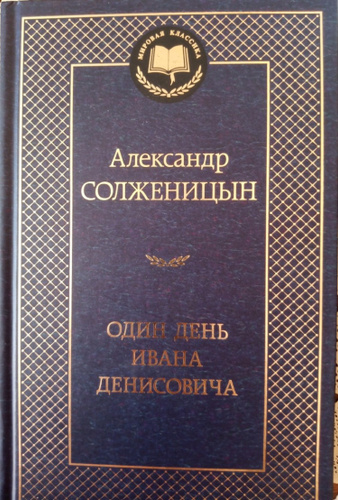 МИРОВАЯ КЛАССИКА
Александр
СОЛЖЕНИЦЫН
ОДИН ДЕНЬ
ИВАНА
ДЕНИСОВИЧА